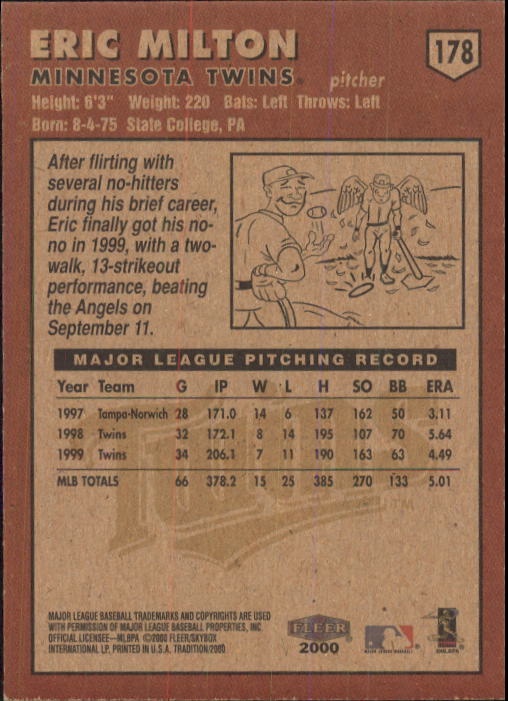 ERIC MILTON
178
MINNESOTA TWINS
pitcher
Height: 6'3" Weight: 220 Bats: Left Throws: Left
Born: 8-4-75 State College, PA
After flirting with
several no-hitters
during his brief career,
Eric finally got his no-
no in 1999, with a two-
walk, 13-strikeout
performance, beating
the Angels on
September 11.
MAJOR LEAGUE PITCHING RECORD
Year Team G IP W L H SO BB ERA
1997 Tampa-Norwich 28 171.0 14 6 137 162 50 3.11
1998 Twins 32 172.1 8 14 195 107 70 5.64
1999 Twins 34 206.1 7 11 190 163 63 4.49
MLB TOTALS 66 378.2 15 25 385 270 133 5.01
Twins
TM
MAJOR LEAGUE BASEBALL TRADEMARKS AND COPYRIGHTS ARE USED
WITH PERMISSION OF MAJOR LEAGUE BASEBALL PROPERTIES, INC.
OFFICIAL LICENSEE—MLBPA ©2000 FLEER/SKYBOX
INTERNATIONAL LP. PRINTED IN U.S.A. TRADITION/2000
FLEER
2000
MAJOR LEAGUE BASEBALL